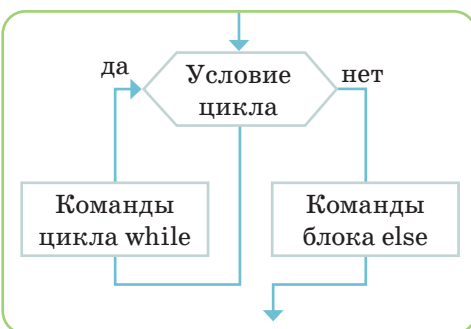 да
Условие
цикла
нет
Команды
цикла while
Команды
блока else